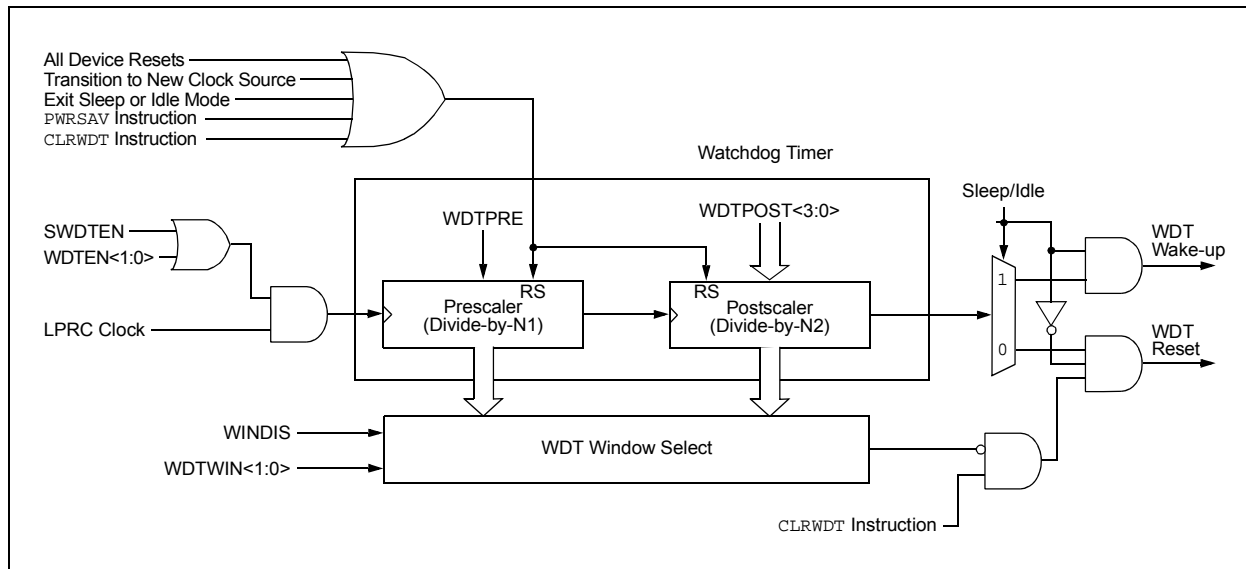 All Device Resets
Transition to New Clock Source
Exit Sleep or Idle Mode
PWRSAV Instruction
CLRWDT Instruction
Watchdog Timer
Sleep/Idle
SWDTEN
WDTEN<1:0>
LPRC Clock
WDTPRE
WDTPOST<3:0>
RS
Prescaler
(Divide-by-N1)
RS
Postscaler
(Divide-by-N2)
1
0
WDT
Wake-up
WDT
Reset
WINDIS
WDTWIN<1:0>
WDT Window Select
CLRWDT Instruction